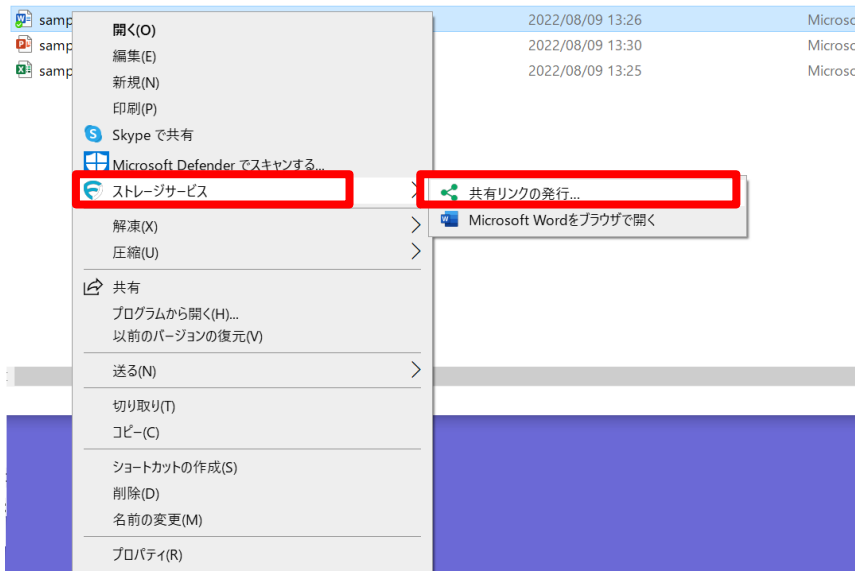 samp 2022/08/09 13:26 Microso
samp 2022/08/09 13:30 Microso
samp 2022/08/09 13:25 Microso
開く(O)
編集(E)
新規(N)
印刷(P)
Skype で共有
Microsoft Defender でスキャンする...
ストレージサービス
共有リンクの発行...
Microsoft Wordをブラウザで開く
解凍(X)
圧縮(U)
共有
プログラムから開く(H)...
以前のバージョンの復元(V)
送る(N)
切り取り(T)
コピー(C)
ショートカットの作成(S)
削除(D)
名前の変更(M)
プロパティ(R)